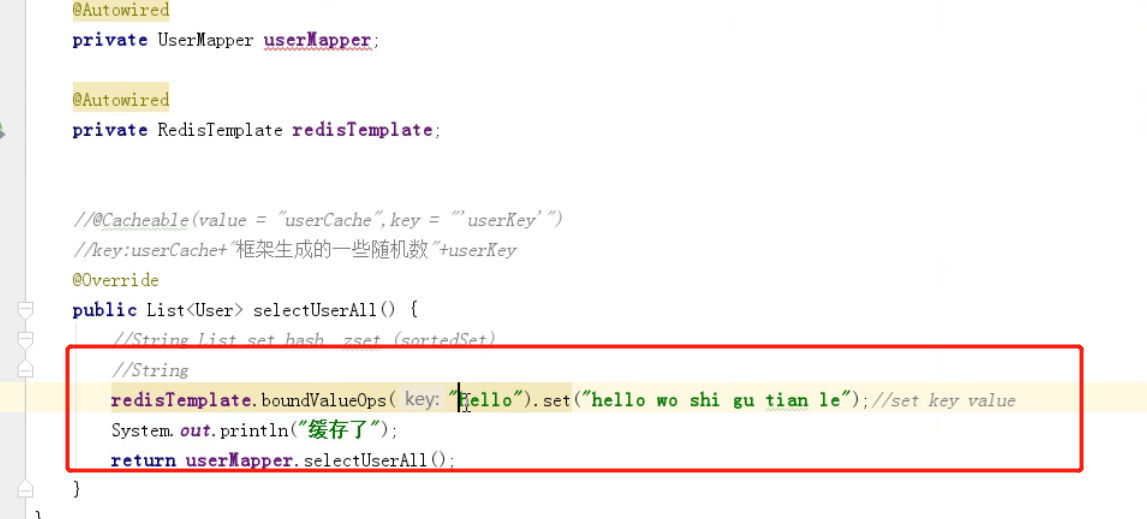 @Autowired
private UserMapper userMapper;
@Autowired
private RedisTemplate redisTemplate;
//@Cacheable(value = "userCache",key = "'userKey'")
//key:userCache+"框架生成的一些随机数"+userKey
@Override
public List<User> selectUserAll() {
//String List set hash zset (sortedSet)
//String
redisTemplate.boundValueOps( key: "hello").set("hello wo shi gu tian le");//set key value
System.out.println("缓存了");
return userMapper.selectUserAll();
}
}